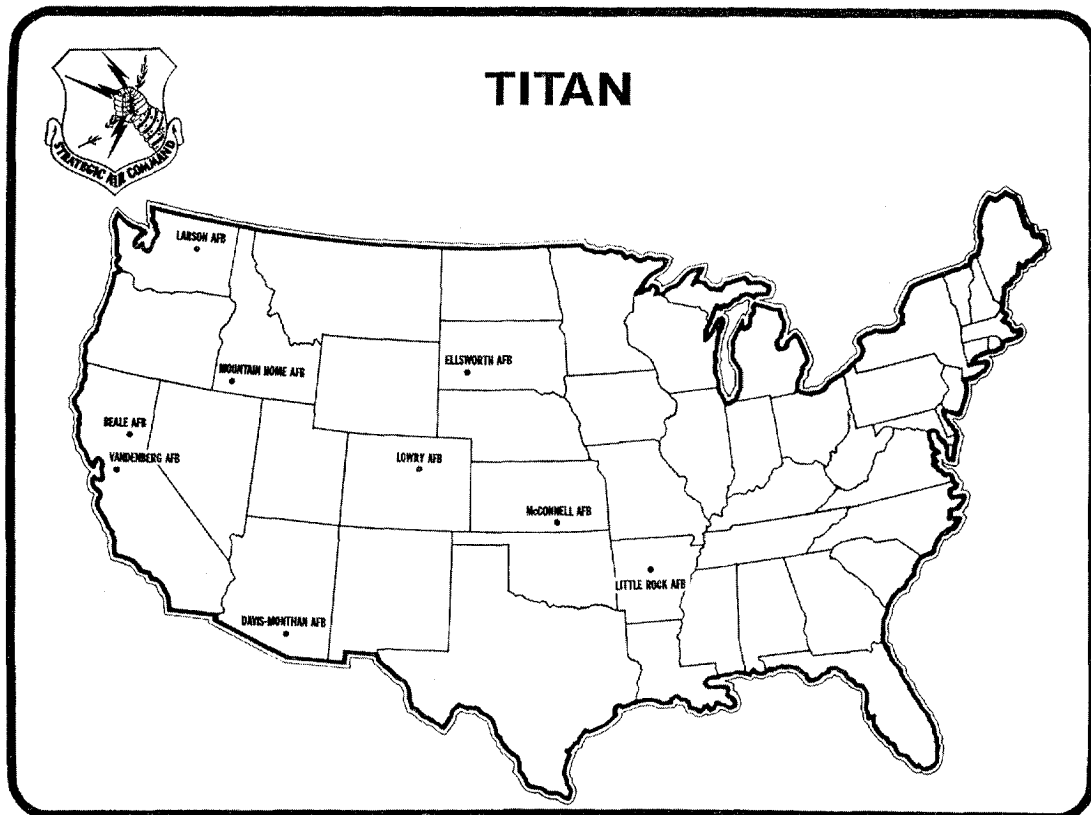 TITAN
STRATEGIC AIR COMMAND
LARSON AFB
MOUNTAIN HOME AFB
ELLSWORTH AFB
BEALE AFB
VANDENBERG AFB
LOWRY AFB
McCONNELL AFB
LITTLE ROCK AFB
DAVIS-MONTHAN AFB